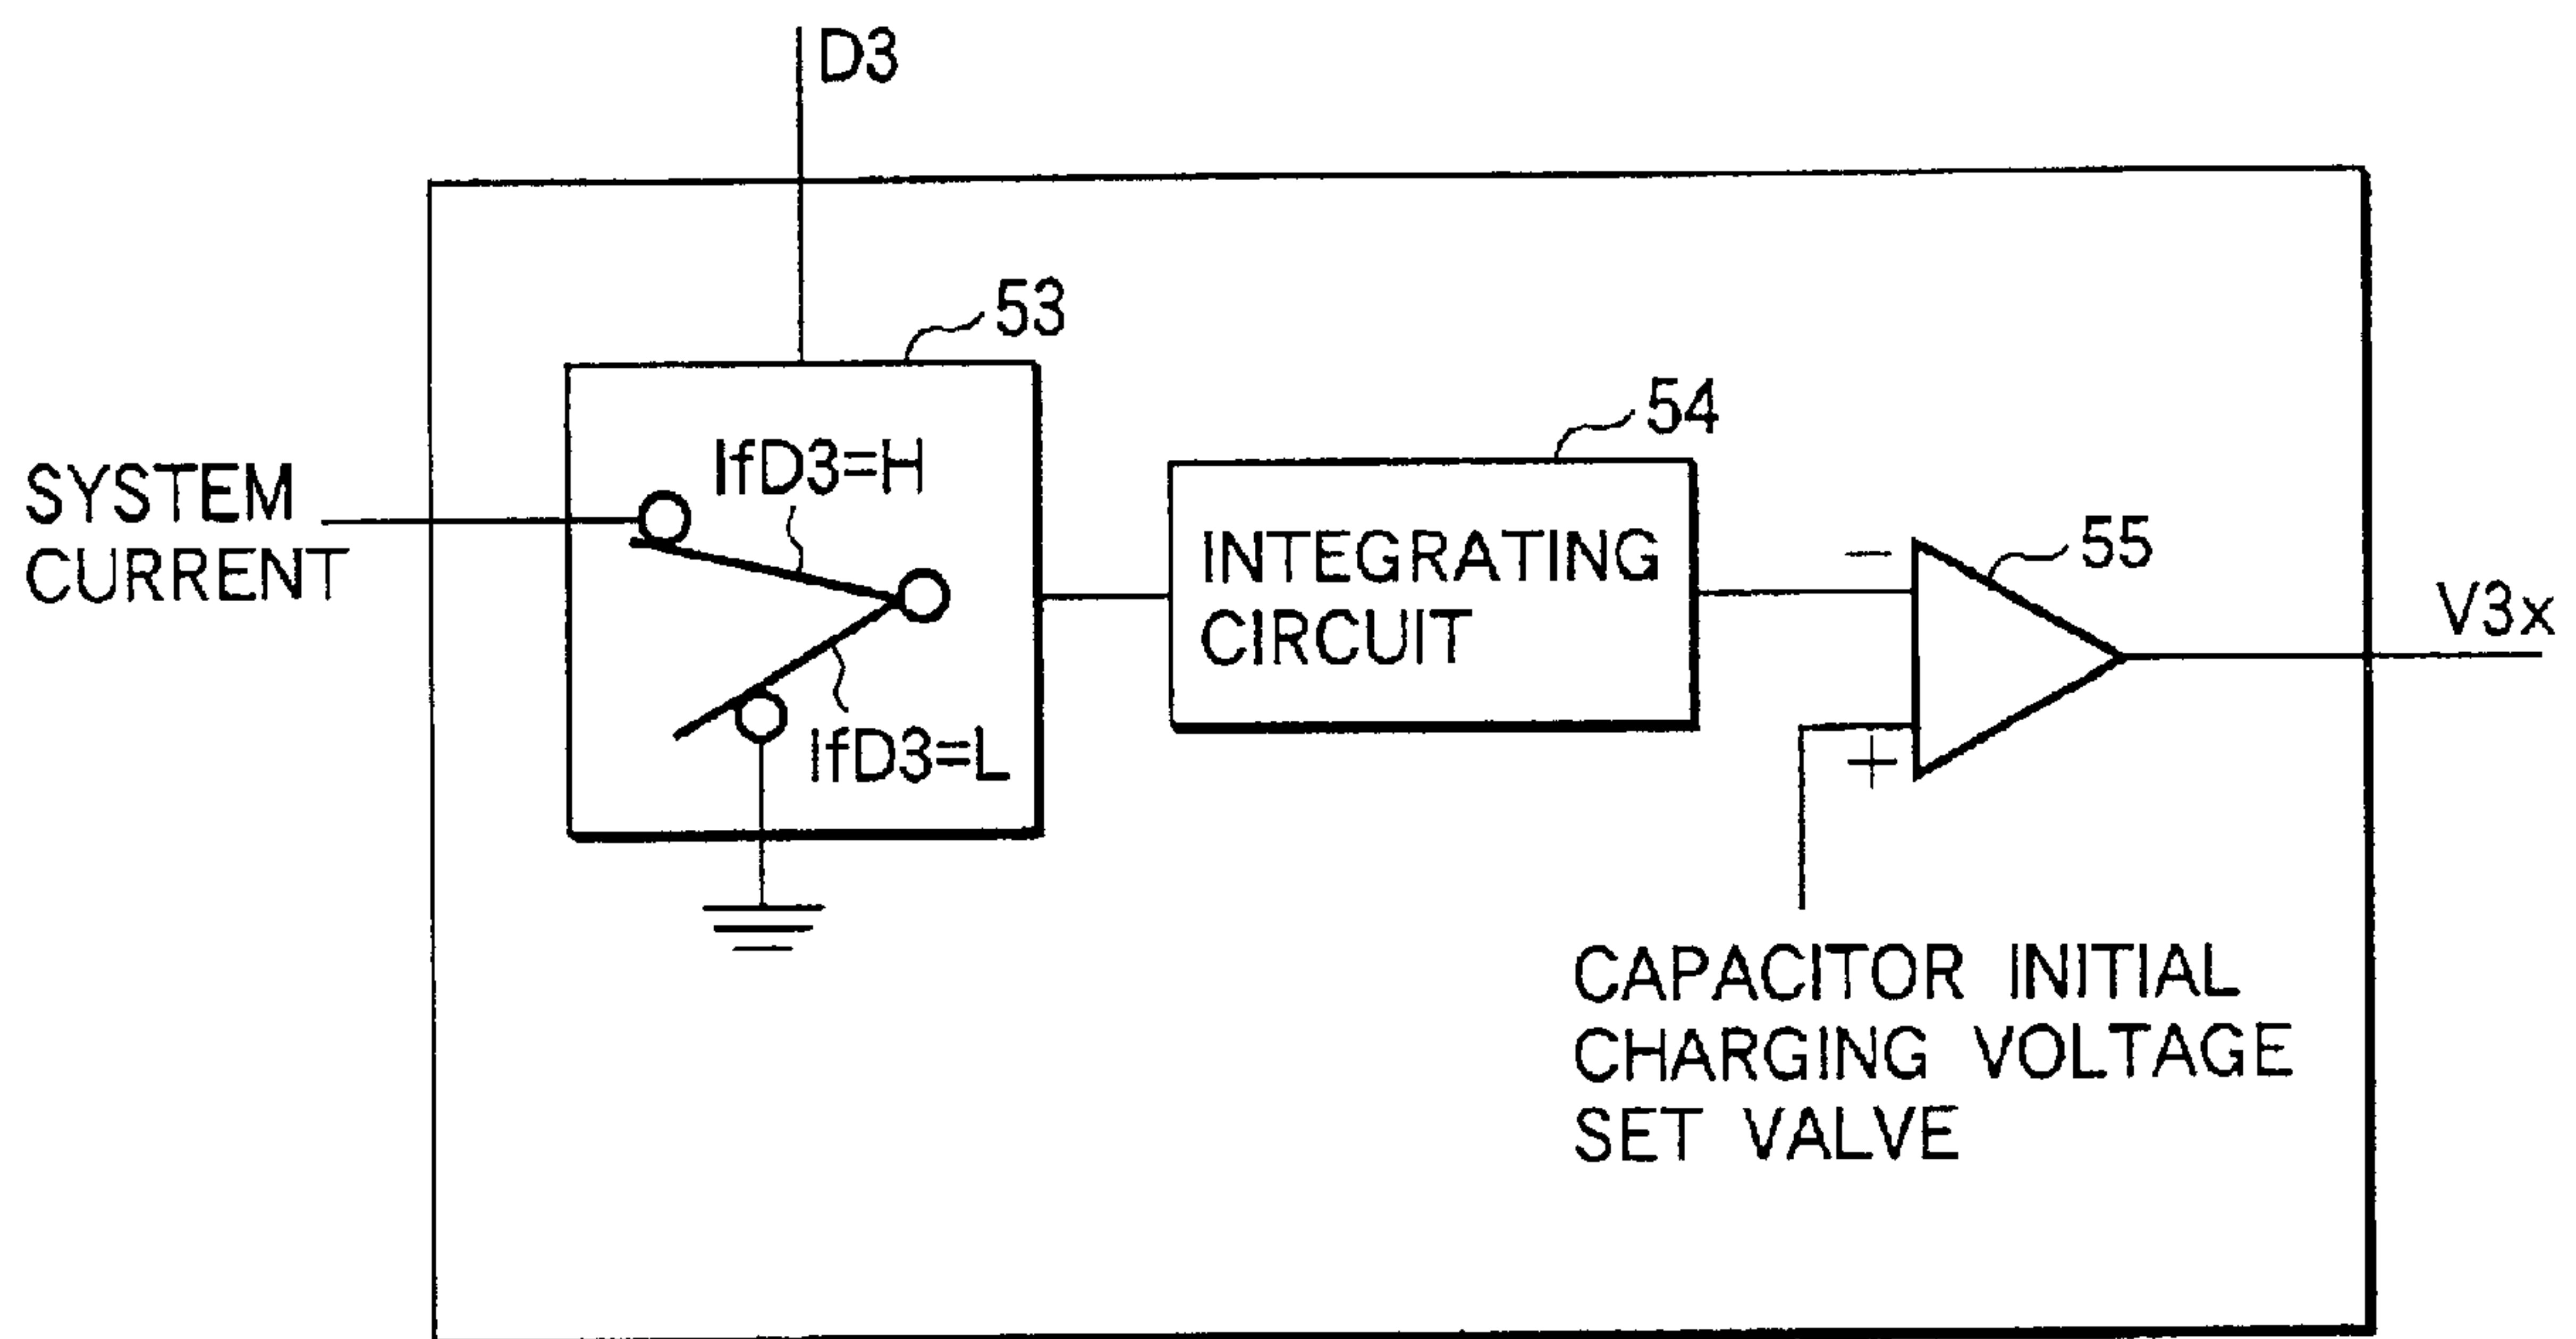 D3
53
54
IfD3=H
SYSTEM
CURRENT
INTEGRATING
CIRCUIT
−
55
V3x
IfD3=L
+
CAPACITOR INITIAL
CHARGING VOLTAGE
SET VALVE